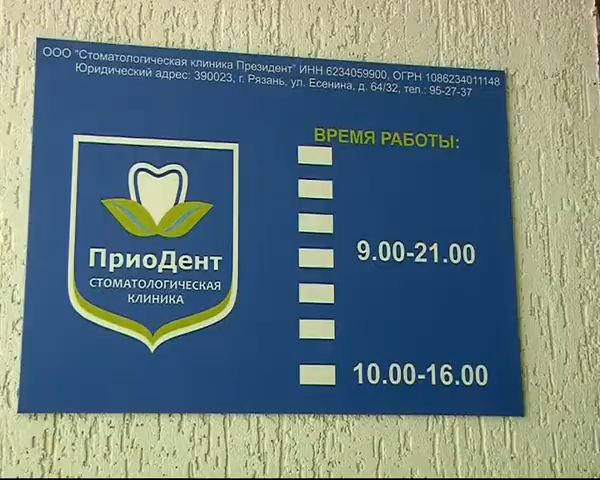 ООО "Стоматологическая клиника Президент" ИНН 6234059900, ОГРН 1086234011148
Юридический адрес: 390023, г. Рязань, ул. Есенина, д. 64/32, тел.: 95-27-37
ВРЕМЯ РАБОТЫ:
ПриоДент
СТОМАТОЛОГИЧЕСКАЯ
КЛИНИКА
9.00-21.00
10.00-16.00